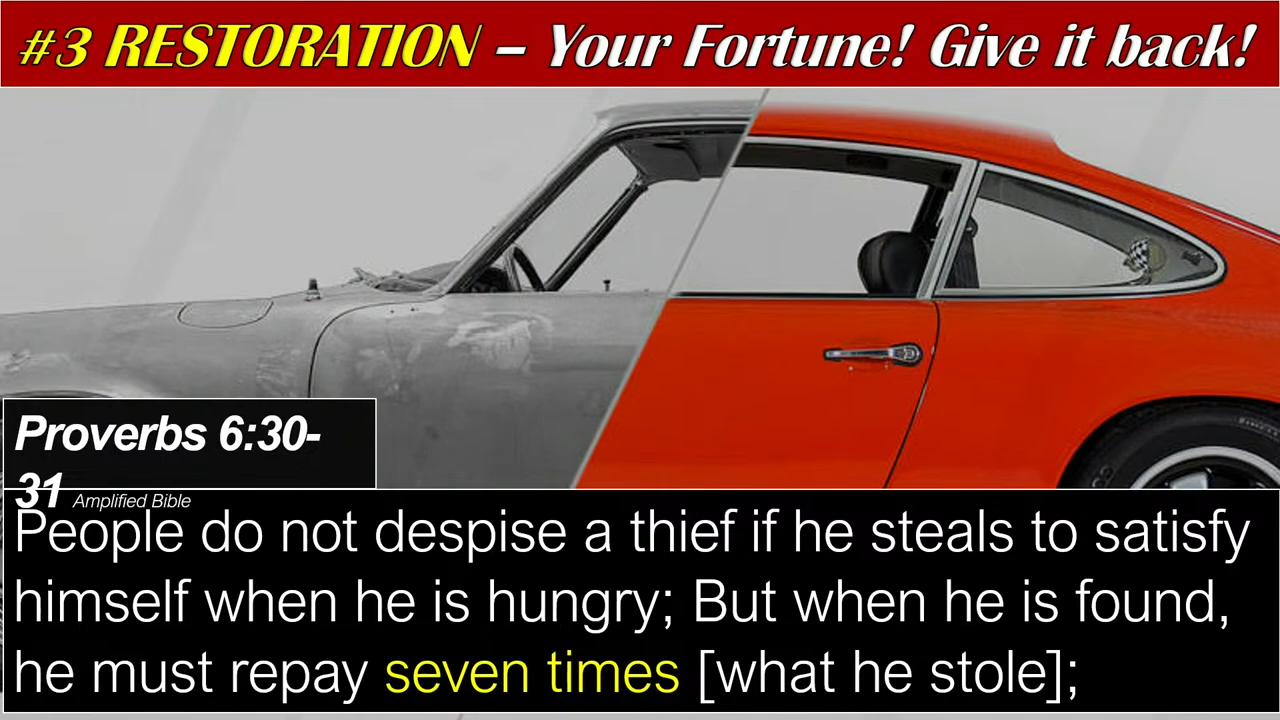 #3 RESTORATION – Your Fortune! Give it back!
Proverbs 6:30-
31 Amplified Bible
People do not despise a thief if he steals to satisfy
himself when he is hungry; But when he is found,
he must repay seven times [what he stole];